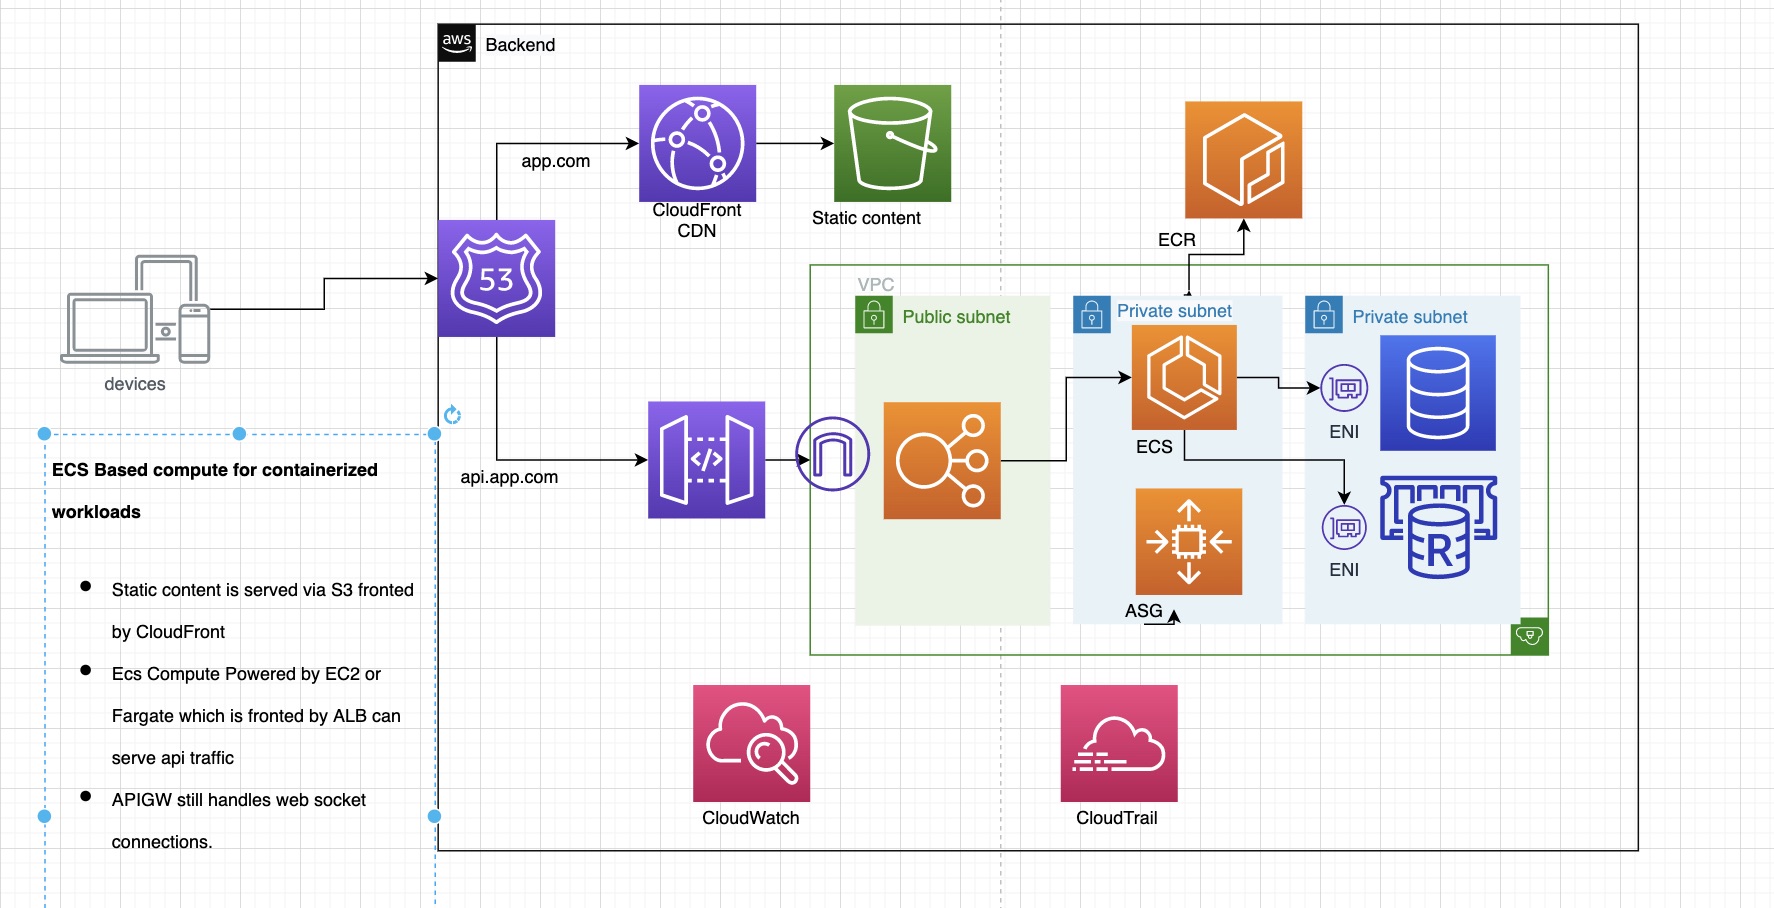 aws
Backend
app.com
CloudFront
CDN
Static content
ECR
53
devices
VPC
Public subnet
Private subnet
Private subnet
ECS
ENI
ENI
ASG
api.app.com
</>
R
ECS Based compute for containerized
workloads
● Static content is served via S3 fronted
by CloudFront
● Ecs Compute Powered by EC2 or
Fargate which is fronted by ALB can
serve api traffic
● APIGW still handles web socket
connections.
CloudWatch
CloudTrail